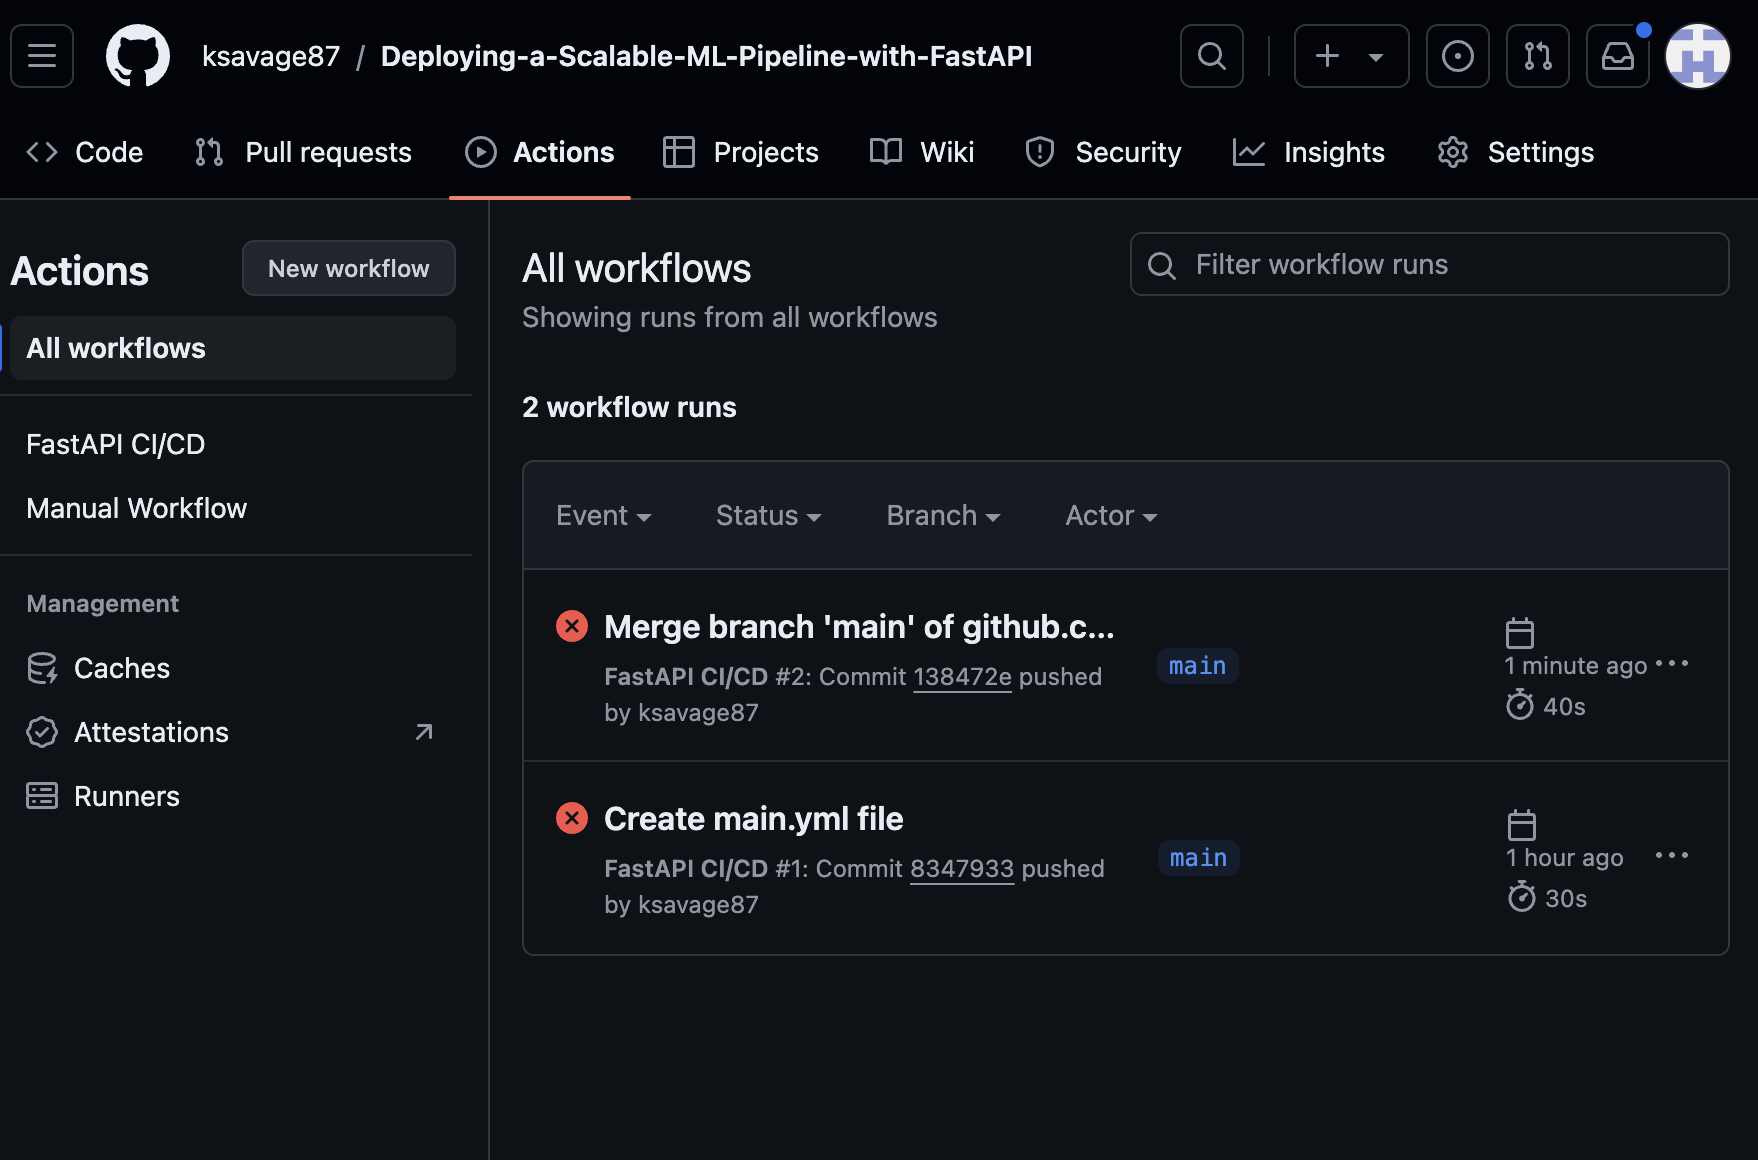 ksavage87 / Deploying-a-Scalable-ML-Pipeline-with-FastAPI
Code Pull requests Actions Projects Wiki Security Insights Settings
Actions
New workflow
All workflows
FastAPI CI/CD
Manual Workflow
Management
Caches
Attestations
Runners
All workflows
Showing runs from all workflows
Filter workflow runs
2 workflow runs
Event Status Branch Actor
Merge branch 'main' of github.c...
FastAPI CI/CD #2: Commit 138472e pushed
by ksavage87
main
1 minute ago
40s
Create main.yml file
FastAPI CI/CD #1: Commit 8347933 pushed
by ksavage87
main
1 hour ago
30s